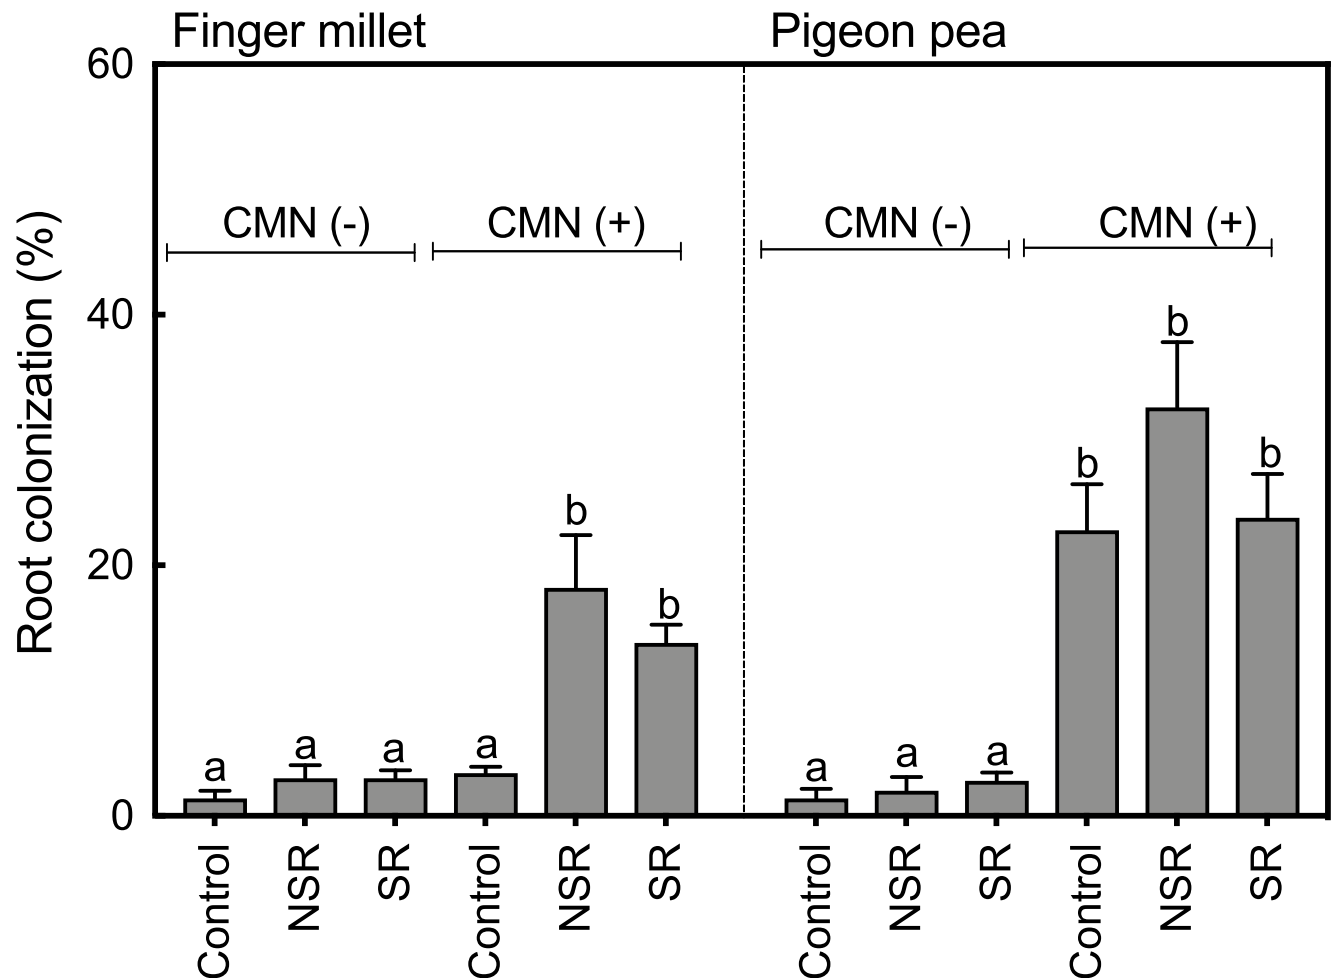 Finger millet
Pigeon pea
Root colonization (%)
60
40
20
0
CMN (-)
CMN (+)
CMN (-)
CMN (+)
a
a
a
a
b
b
a
a
a
b
b
b
Control
NSR
SR
Control
NSR
SR
Control
NSR
SR
Control
NSR
SR